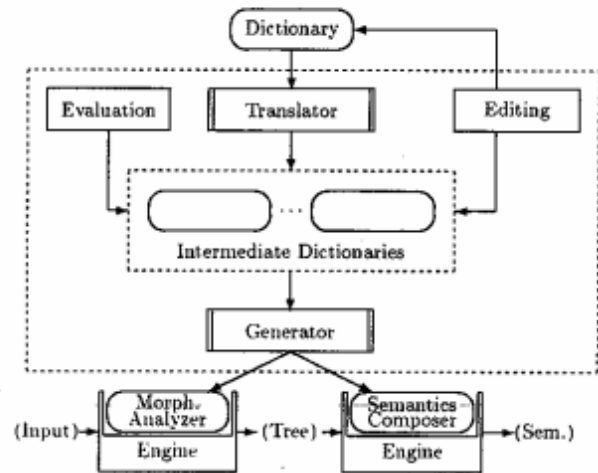 Dictionary
Evaluation
Translator
Editing
...
Intermediate Dictionaries
Generator
Morph.
Analyzer
Semantics
Composer
(Input)
(Tree)
(Sem.)
Engine
Engine